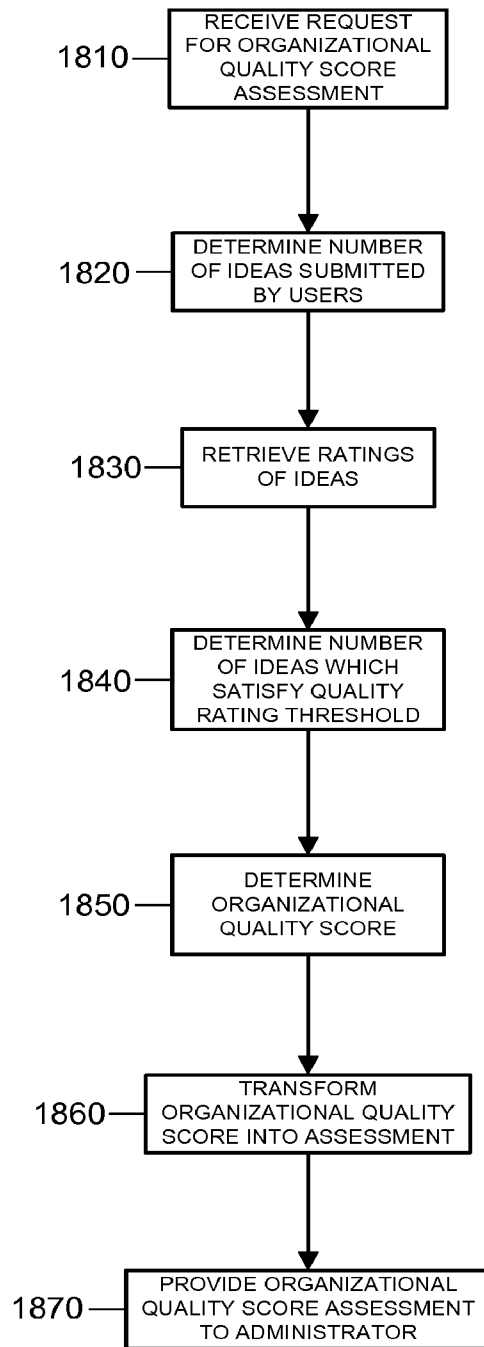 RECEIVE REQUEST
FOR ORGANIZATIONAL
QUALITY SCORE
ASSESSMENT
1810
DETERMINE NUMBER
OF IDEAS SUBMITTED
BY USERS
1820
RETRIEVE RATINGS
OF IDEAS
1830
DETERMINE NUMBER
OF IDEAS WHICH
SATISFY QUALITY
RATING THRESHOLD
1840
DETERMINE
ORGANIZATIONAL
QUALITY SCORE
1850
TRANSFORM
ORGANIZATIONAL QUALITY
SCORE INTO ASSESSMENT
1860
PROVIDE ORGANIZATIONAL
QUALITY SCORE ASSESSMENT
TO ADMINISTRATOR
1870